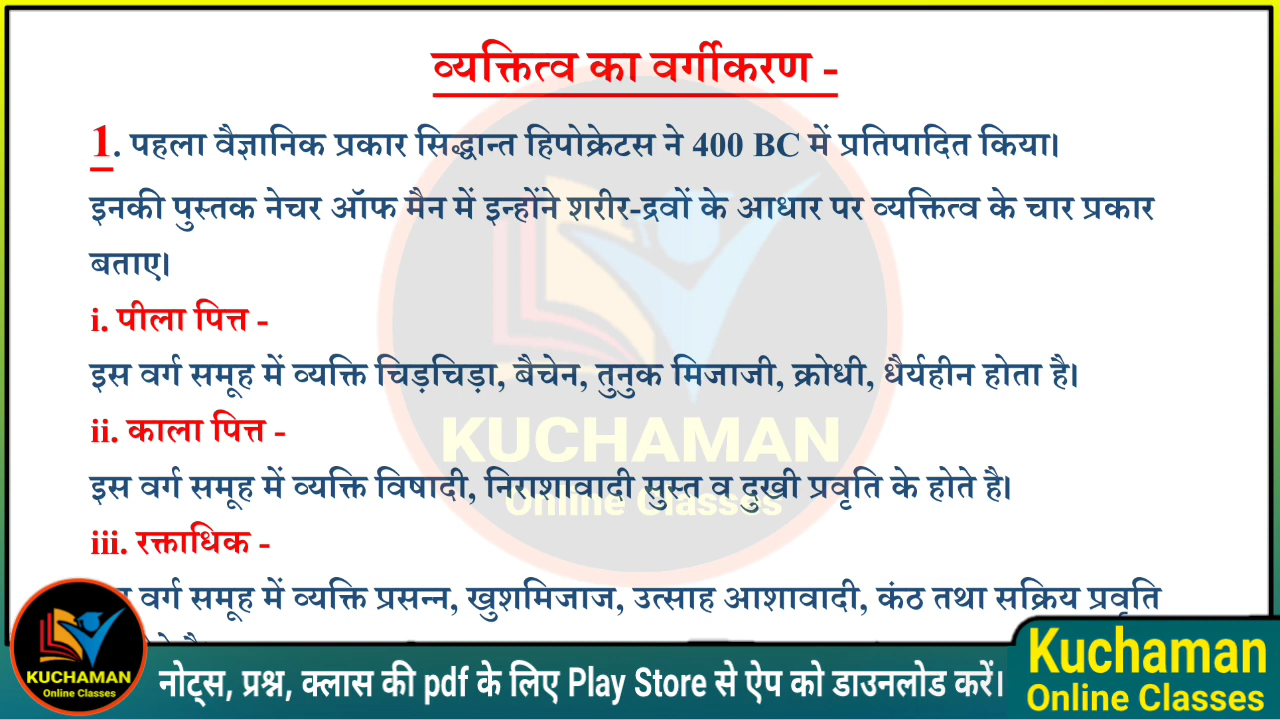 व्यक्तित्व का वर्गीकरण -
1. पहला वैज्ञानिक प्रकार सिद्धान्त हिपोक्रेटस ने 400 BC में प्रतिपादित किया।
इनकी पुस्तक नेचर ऑफ मैन में इन्होंने शरीर-द्रवों के आधार पर व्यक्तित्व के चार प्रकार
बताए।
i. पीला पित्त -
इस वर्ग समूह में व्यक्ति चिड़चिड़ा, बैचेन, तुनुक मिजाजी, क्रोधी, धैर्यहीन होता है।
ii. काला पित्त -
इस वर्ग समूह में व्यक्ति विषादी, निराशावादी सुस्त व दुखी प्रवृति के होते है।
iii. रक्ताधिक -
वर्ग समूह में व्यक्ति प्रसन्न, खुशमिजाज, उत्साह आशावादी, कंठ तथा सक्रिय प्रवृति
KUCHAMAN
Online Classes
KUCHAMAN
Online Classes
नोट्स, प्रश्न, क्लास की pdf के लिए Play Store से ऐप को डाउनलोड करें।
Kuchaman
Online Classes